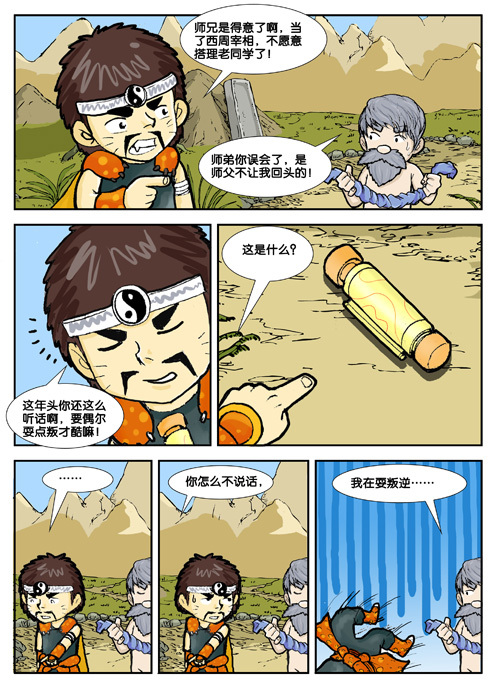 师兄是得意了啊，当
了西周宰相，不愿意
搭理老同学了！
师弟你误会了，是
师父不让我回头的！
这年头你还这么
听话啊，要偶尔
耍点叛才酷嘛！
这是什么？
……
你怎么不说话，
我在耍叛逆……